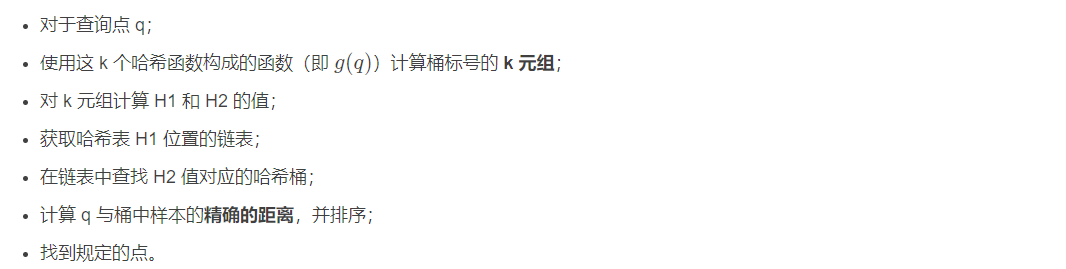 • 对于查询点 q；
• 使用这 k 个哈希函数构成的函数（即 g(q)）计算桶标号的 k 元组；
• 对 k 元组计算 H1 和 H2 的值；
• 获取哈希表 H1 位置的链表；
• 在链表中查找 H2 值对应的哈希桶；
• 计算 q 与桶中样本的精确的距离，并排序；
• 找到规定的点。